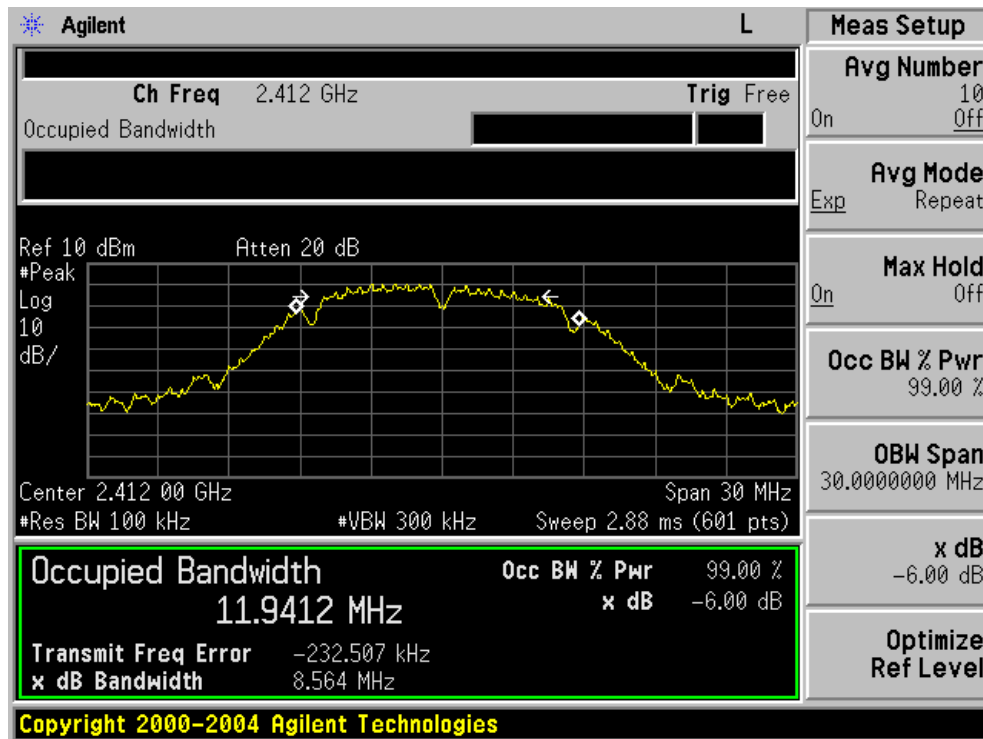 Agilent L
Ch Freq 2.412 GHz Trig Free
Occupied Bandwidth
Ref 10 dBm Atten 20 dB
#Peak
Log
10
dB/
Center 2.412 00 GHz Span 30 MHz
#Res BW 100 kHz #VBW 300 kHz Sweep 2.88 ms (601 pts)
Occupied Bandwidth
11.9412 MHz
Occ BW % Pwr 99.00 %
x dB -6.00 dB
Transmit Freq Error -232.507 kHz
x dB Bandwidth 8.564 MHz
Copyright 2000-2004 Agilent Technologies
Meas Setup
Avg Number
10
On Off
Avg Mode
Exp Repeat
Max Hold
On Off
Occ BW % Pwr
99.00 %
OBW Span
30.0000000 MHz
x dB
-6.00 dB
Optimize
Ref Level